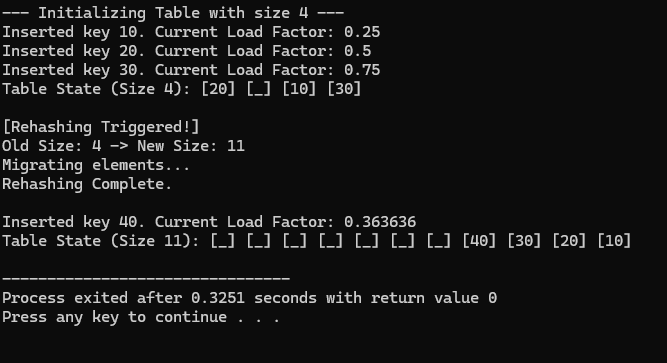 --- Initializing Table with size 4 ---
Inserted key 10. Current Load Factor: 0.25
Inserted key 20. Current Load Factor: 0.5
Inserted key 30. Current Load Factor: 0.75
Table State (Size 4): [20] [_] [10] [30]
[Rehashing Triggered!]
Old Size: 4 -> New Size: 11
Migrating elements...
Rehashing Complete.
Inserted key 40. Current Load Factor: 0.363636
Table State (Size 11): [_] [_] [_] [_] [_] [_] [_] [40] [30] [20] [10]
--------------------------------
Process exited after 0.3251 seconds with return value 0
Press any key to continue . . .